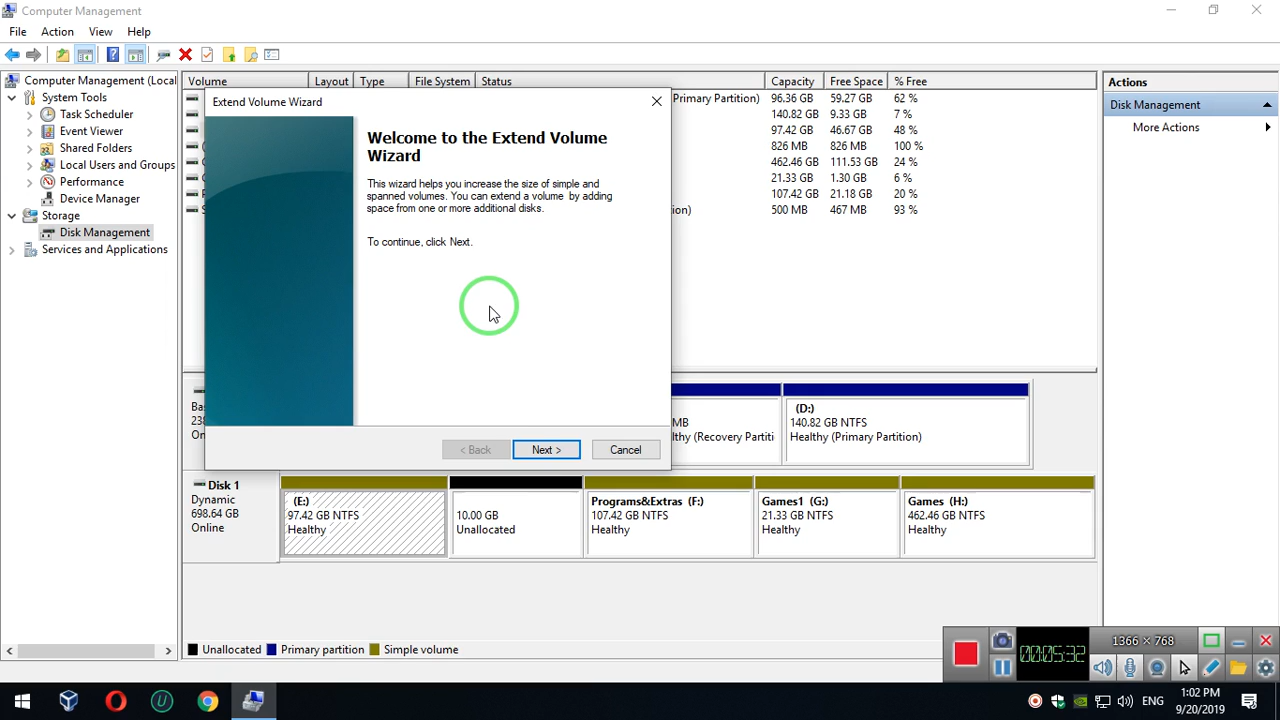 Computer Management
File Action View Help
Computer Management (Local
System Tools
Task Scheduler
Event Viewer
Shared Folders
Local Users and Groups
Performance
Device Manager
Storage
Disk Management
Services and Applications
Volume Layout Type File System Status Capacity Free Space % Free
Primary Partition) 96.36 GB 59.27 GB 62 %
140.82 GB 9.33 GB 7 %
97.42 GB 46.67 GB 48 %
826 MB 826 MB 100 %
462.46 GB 111.53 GB 24 %
21.33 GB 1.30 GB 6 %
107.42 GB 21.18 GB 20 %
ion) 500 MB 467 MB 93 %
Actions
Disk Management
More Actions
Extend Volume Wizard
Welcome to the Extend Volume
Wizard
This wizard helps you increase the size of simple and
spanned volumes. You can extend a volume by adding
space from one or more additional disks.
To continue, click Next.
< Back Next > Cancel
Bas
238
On
MB
lthy (Recovery Partiti
(D:)
140.82 GB NTFS
Healthy (Primary Partition)
Disk 1
Dynamic
698.64 GB
Online
(E:)
97.42 GB NTFS
Healthy
10.00 GB
Unallocated
Programs&Extras (F:)
107.42 GB NTFS
Healthy
Games1 (G:)
21.33 GB NTFS
Healthy
Games (H:)
462.46 GB NTFS
Healthy
Unallocated Primary partition Simple volume
00:05:32
1366 × 768
ENG
1:02 PM
9/20/2019